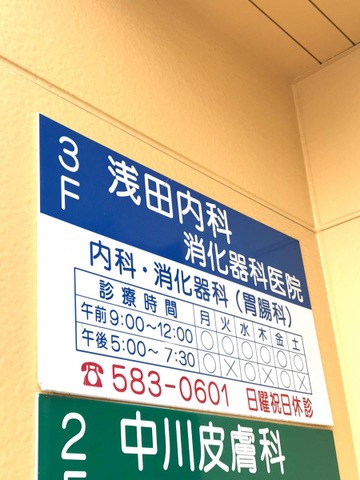 3F
浅田内科
消化器科医院
内科・消化器科（胃腸科）
診療時間 月 火 水 木 金 土
午前9:00〜12:00 ○ ○ ○ ○ ○ ○
午後5:00〜7:30 ○ × ○ × ○ ×
☎583-0601 日曜祝日休診
2F
中川皮膚科